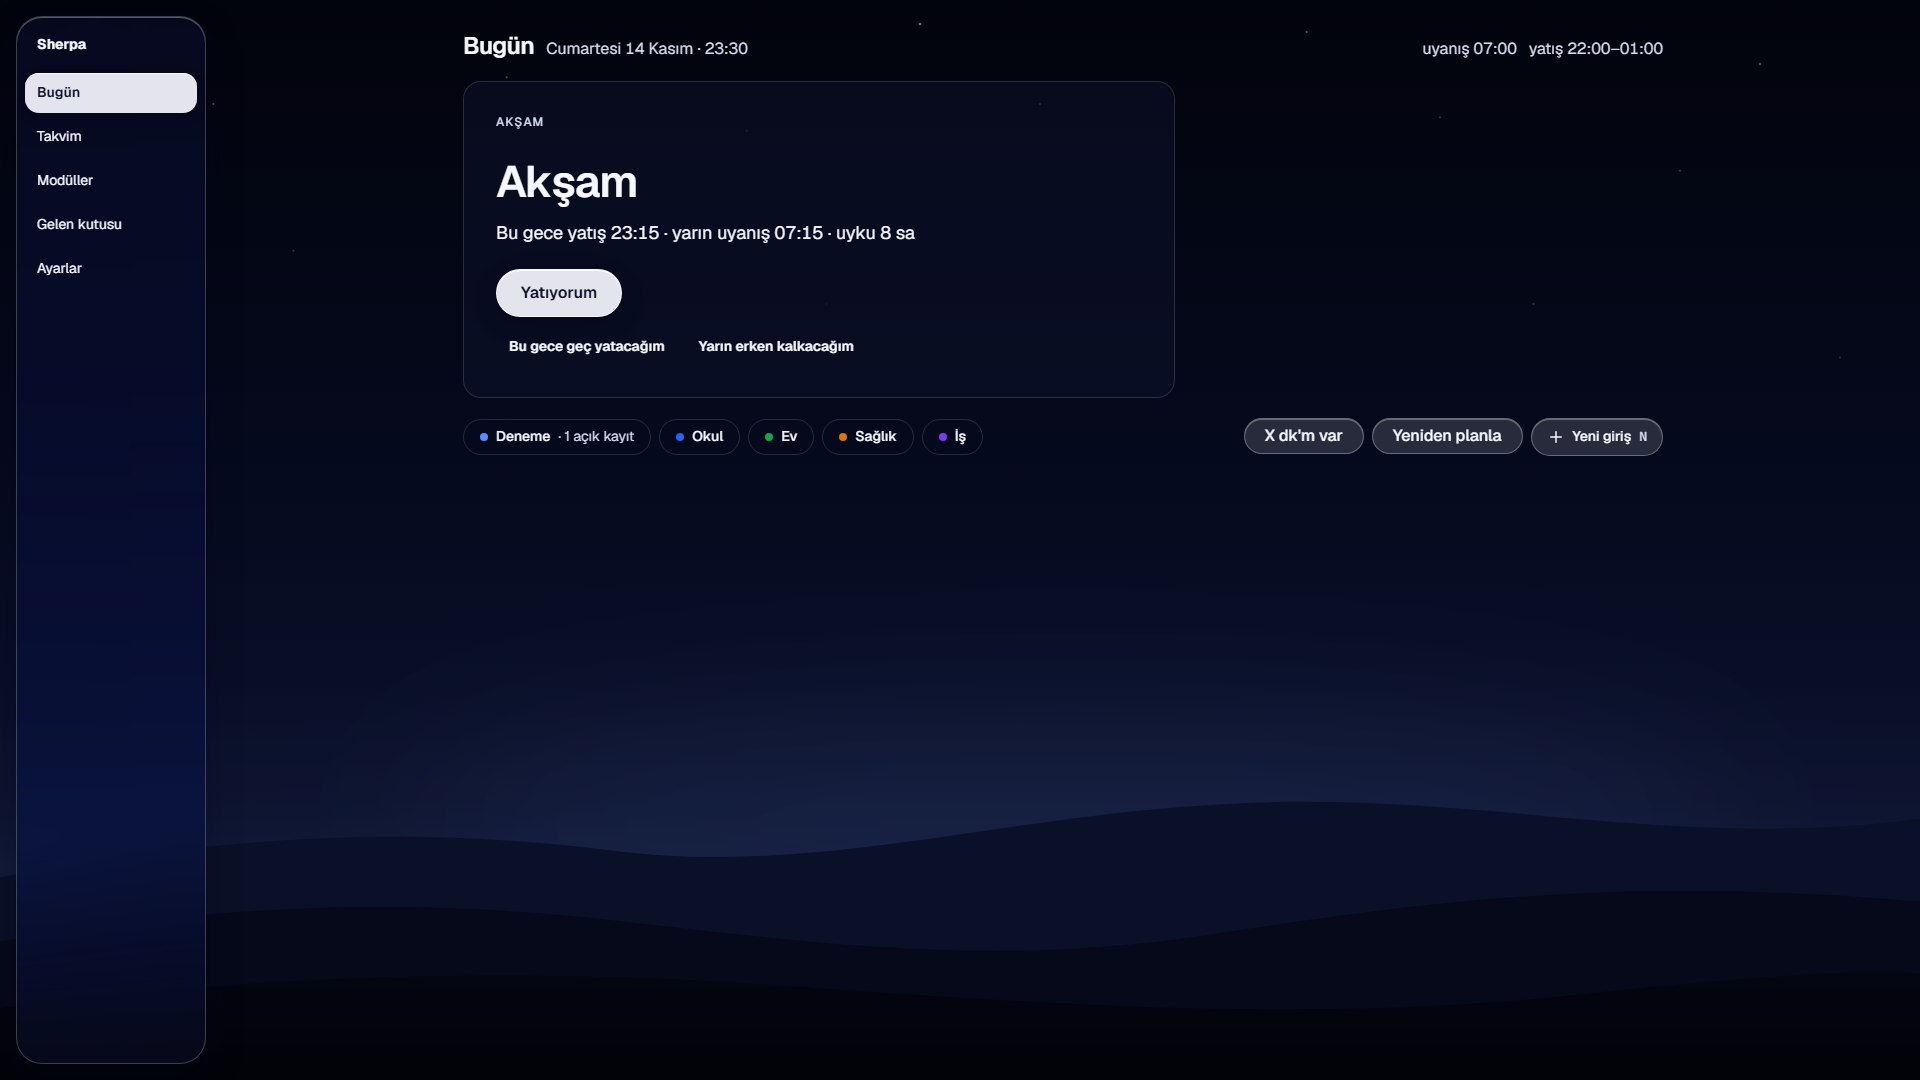 Sherpa
Bugün
Takvim
Modüller
Gelen kutusu
Ayarlar
Bugün Cumartesi 14 Kasım · 23:30
uyanış 07:00 yatış 22:00–01:00
AKŞAM
Akşam
Bu gece yatış 23:15 · yarın uyanış 07:15 · uyku 8 sa
Yatıyorum
Bu gece geç yatacağım Yarın erken kalkacağım
Deneme · 1 açık kayıt Okul Ev Sağlık İş
X dk'm var Yeniden planla + Yeni giriş N